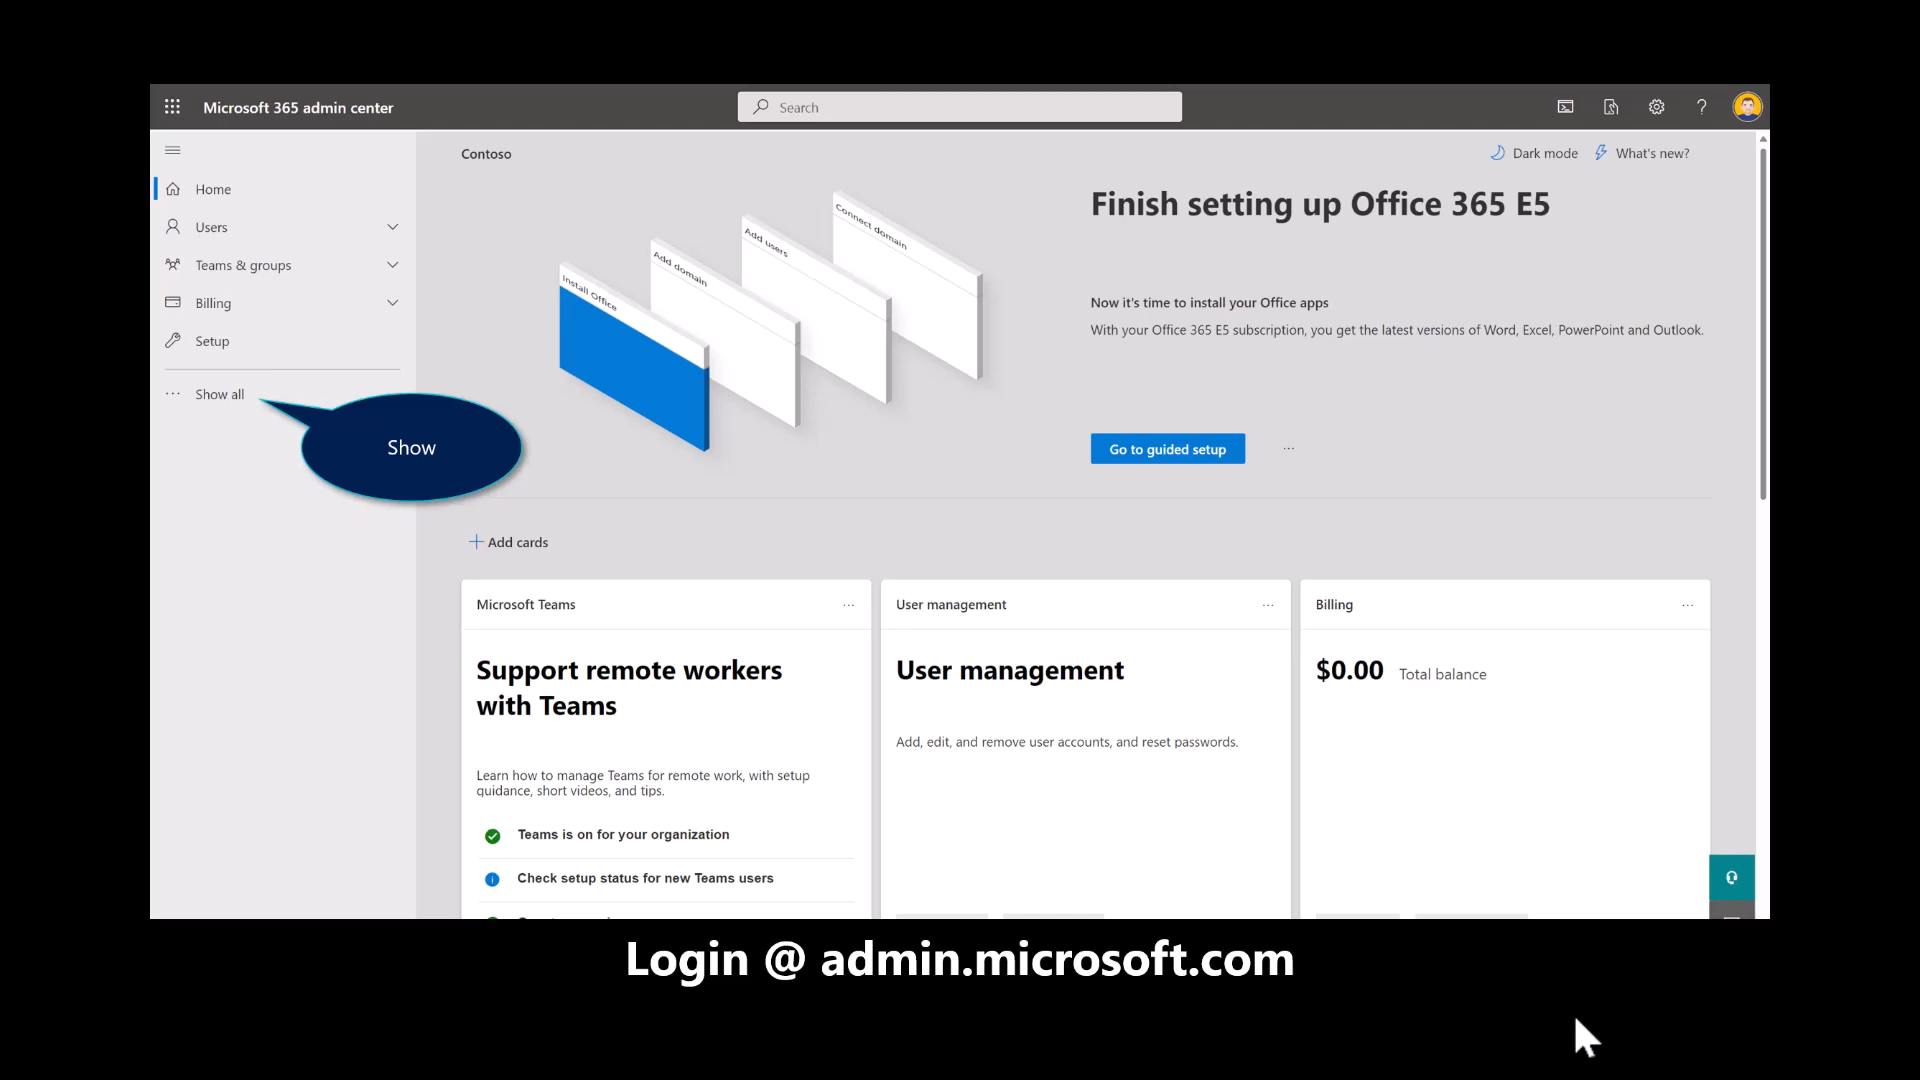 Microsoft 365 admin center
Search
Contoso
Dark mode
What's new?
Home
Users
Teams & groups
Billing
Setup
Show all
Show
Install Office
Add domain
Add users
Connect domain
Finish setting up Office 365 E5
Now it's time to install your Office apps
With your Office 365 E5 subscription, you get the latest versions of Word, Excel, PowerPoint and Outlook.
Go to guided setup
Add cards
Microsoft Teams
Support remote workers
with Teams
Learn how to manage Teams for remote work, with setup
guidance, short videos, and tips.
Teams is on for your organization
Check setup status for new Teams users
User management
User management
Add, edit, and remove user accounts, and reset passwords.
Billing
$0.00 Total balance
Login @ admin.microsoft.com